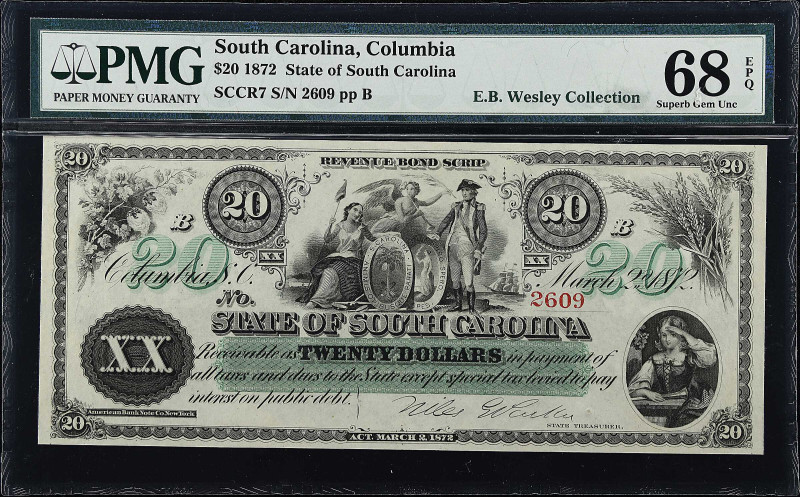 PMG
PAPER MONEY GUARANTY
South Carolina, Columbia
$20 1872 State of South Carolina
SCCR7 S/N 2609 pp B
E.B. Wesley Collection
68 EPQ
Superb Gem Unc
20 REVENUE BOND SCRIP 20
20 20
B B
XX XX
20 20
Columbia, S.C. March 2, 1872.
No. 2609
STATE OF SOUTH CAROLINA
XX
Receivable as TWENTY DOLLARS in payment of
all taxes and dues to the State except special tax levied to pay
interest on public debt.
Niles G. Parker
STATE TREASURER.
American Bank Note Co. New York
20 ACT. MARCH 2, 1872 20